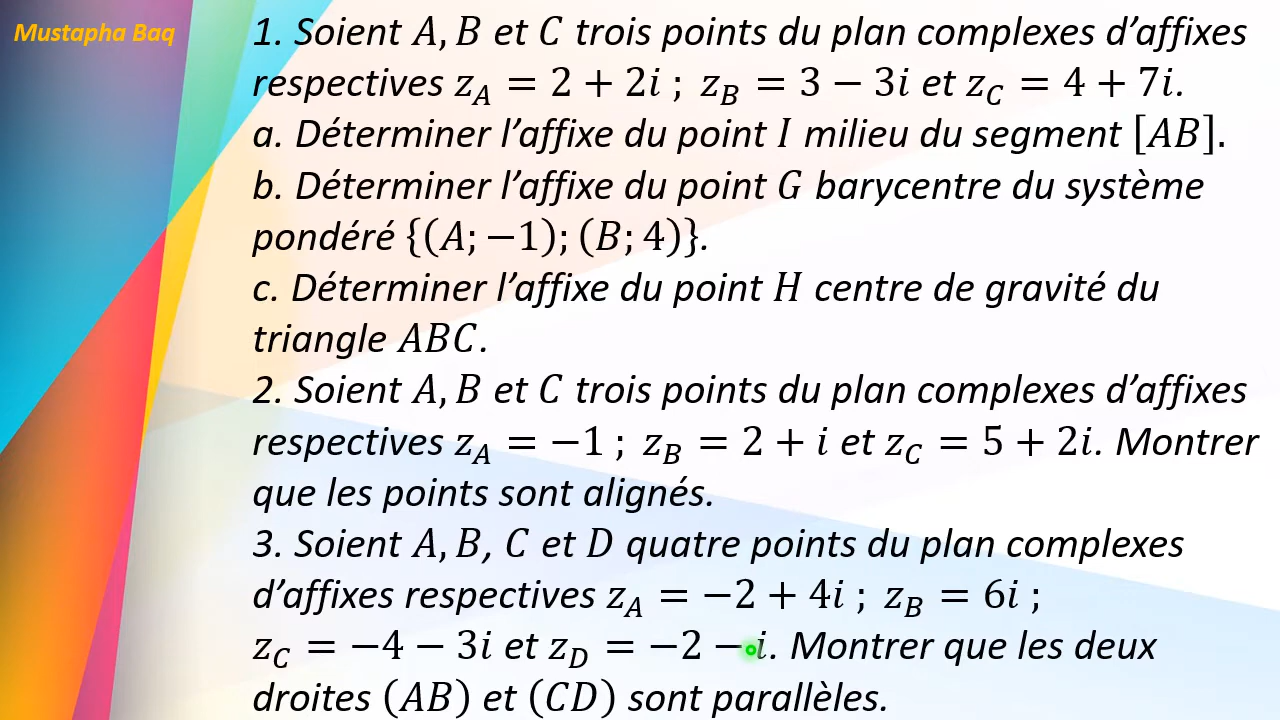 Mustapha Baq
1. Soient A, B et C trois points du plan complexes d’affixes
respectives z_A = 2 + 2i ; z_B = 3 − 3i et z_C = 4 + 7i.
a. Déterminer l’affixe du point I milieu du segment [AB].
b. Déterminer l’affixe du point G barycentre du système
pondéré {(A; −1); (B; 4)}.
c. Déterminer l’affixe du point H centre de gravité du
triangle ABC.
2. Soient A, B et C trois points du plan complexes d’affixes
respectives z_A = −1 ; z_B = 2 + i et z_C = 5 + 2i. Montrer
que les points sont alignés.
3. Soient A, B, C et D quatre points du plan complexes
d’affixes respectives z_A = −2 + 4i ; z_B = 6i ;
z_C = −4 − 3i et z_D = −2 − i. Montrer que les deux
droites (AB) et (CD) sont parallèles.